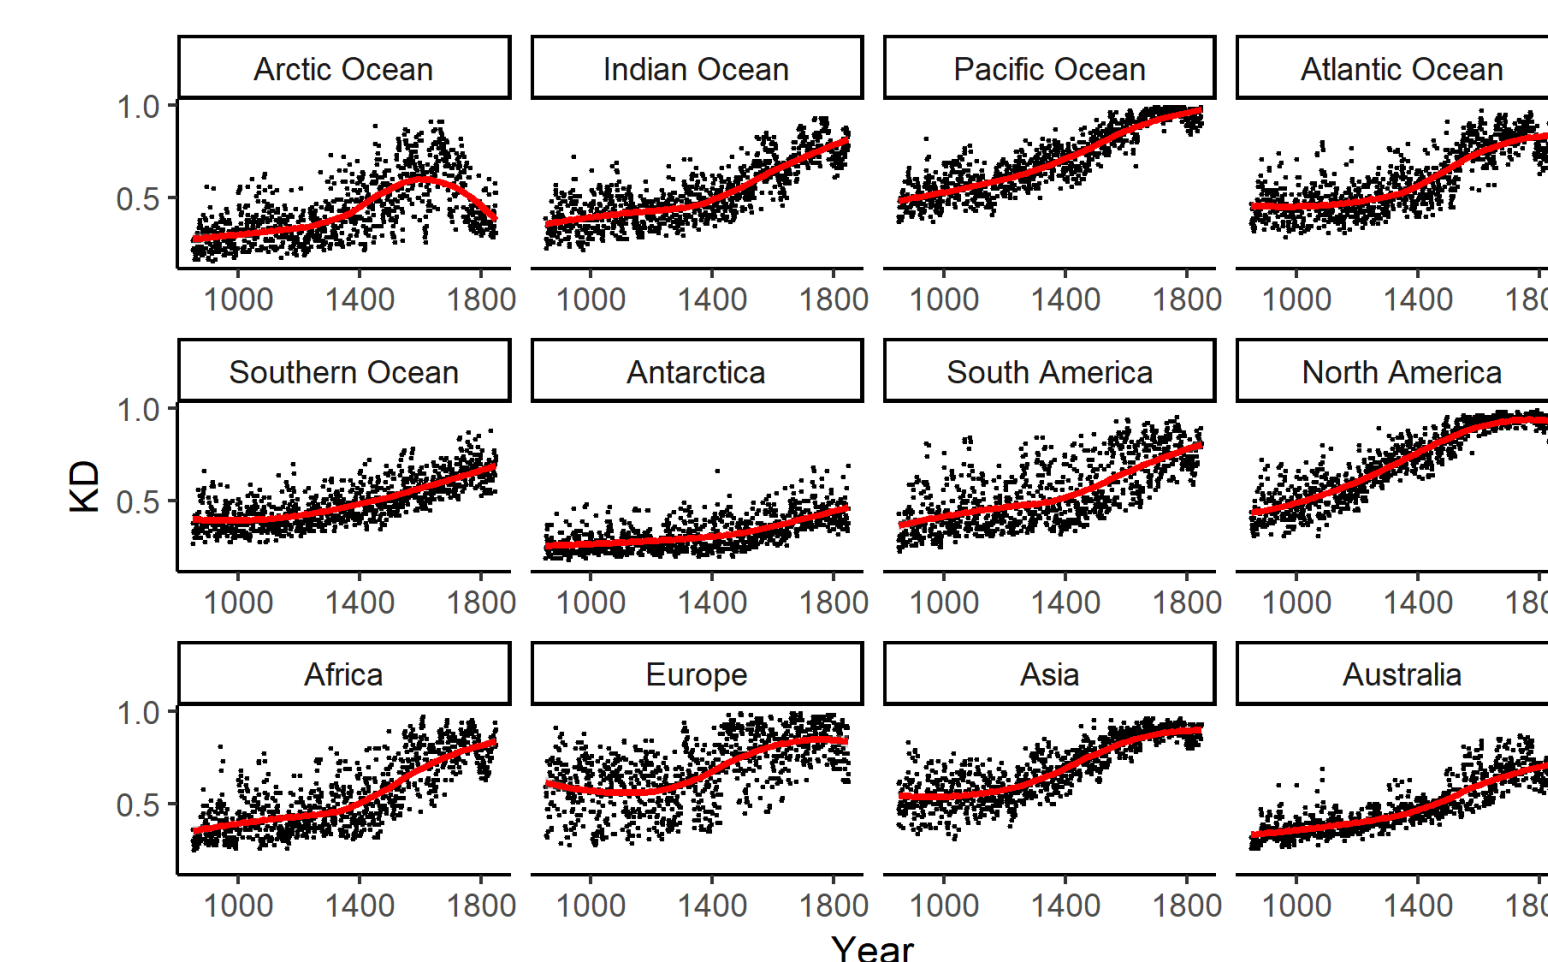 Arctic Ocean Indian Ocean Pacific Ocean Atlantic Ocean
1.0
0.5
1000 1400 1800 1000 1400 1800 1000 1400 1800 1000 1400 180
Southern Ocean Antarctica South America North America
1.0
0.5
KD
1000 1400 1800 1000 1400 1800 1000 1400 1800 1000 1400 180
Africa Europe Asia Australia
1.0
0.5
1000 1400 1800 1000 1400 1800 1000 1400 1800 1000 1400 180
Year